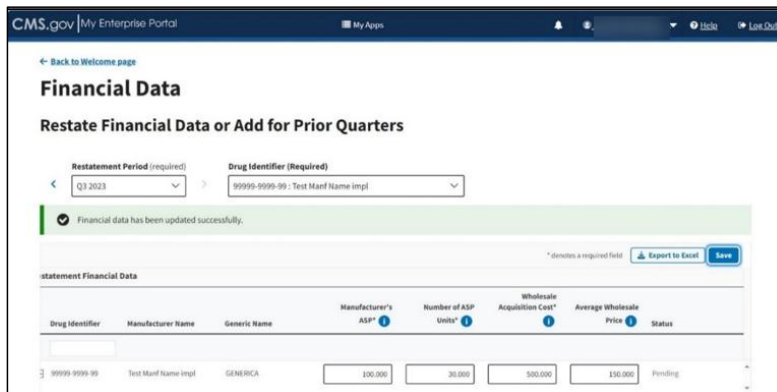 CMS.gov My Enterprise Portal My Apps Help Log Out
← Back to Welcome page
Financial Data
Restate Financial Data or Add for Prior Quarters
Restatement Period (required) Drug Identifier (Required)
Q3 2023 99999-9999-99 : Test Manf Name impl
Financial data has been updated successfully.
* denotes a required field Export to Excel Save
statement Financial Data
Drug Identifier Manufacturer Name Generic Name Manufacturer's ASP* Number of ASP Units* Wholesale Acquisition Cost* Average Wholesale Price Status
99999-9999-99 Test Manf Name impl GENERICA 100.000 30.000 500.000 150.000 Pending